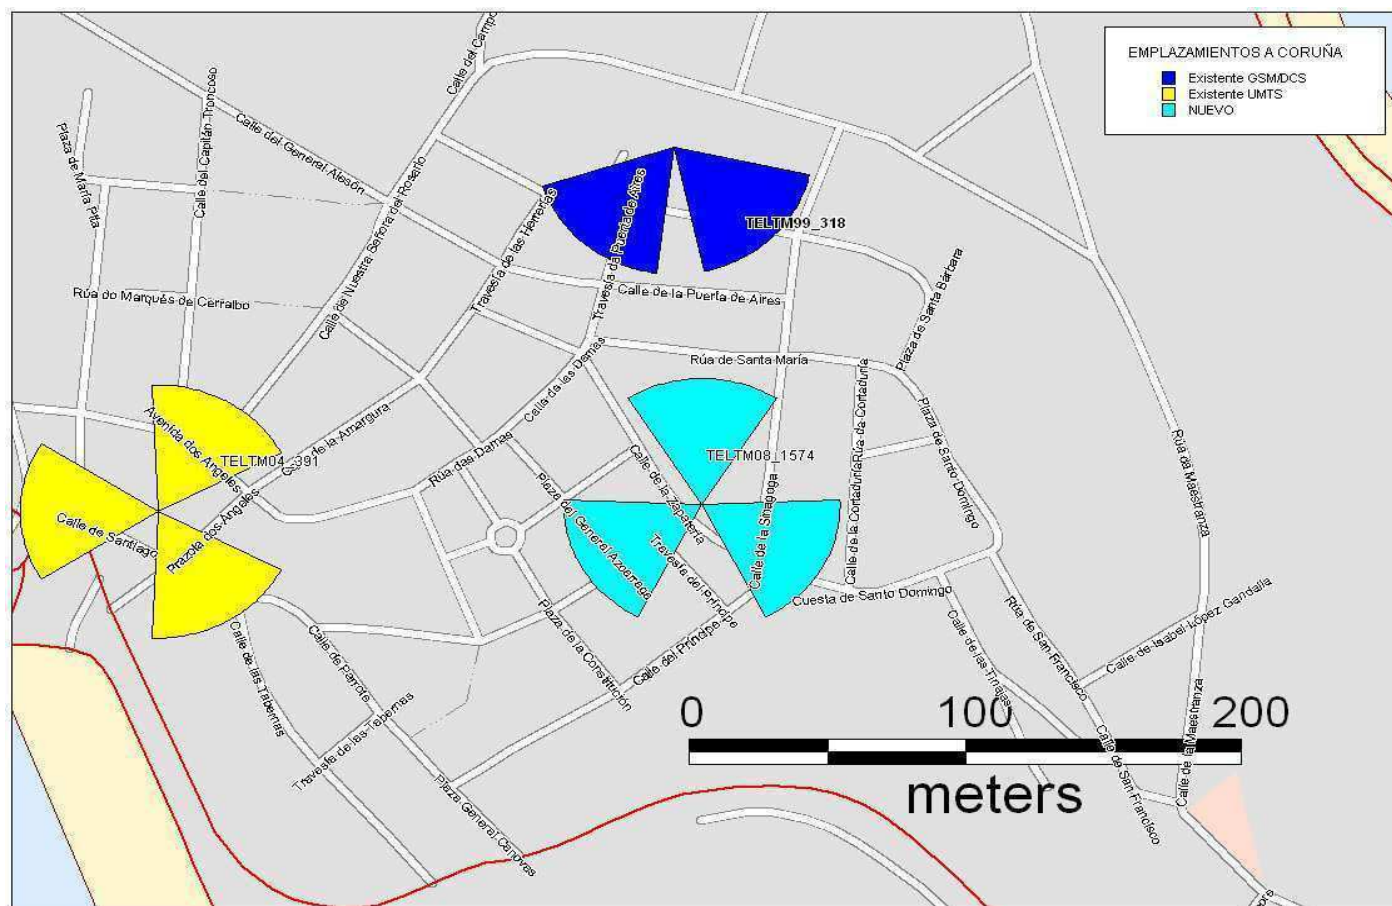 EMPLAZAMIENTOS A CORUÑA
Existente GSM/DCS
Existente UMTS
NUEVO
Calle del Campo
Calle del Capitán Troncoso
Plaza de María Pita
Calle del General Alesón
Calle de Nuestra Señora del Rosario
Travesía de las Herrerías
Travesía da Puerta de Aires
TELTM99_318
Plaza de Santa Bárbara
Rúa do Marqués de Cerralbo
Calle de la Puerta de Aires
Rúa de Santa María
Calle de las Damas
Rúa da Cortaduría
Calle de la Cortaduría
Plaza de Santo Domingo
Rúa da Maestranza
Avenida dos Angeles
Calle de la Amargura
TELTM04_391
TELTM08_1574
Rúa das Damas
Calle de la Zapatería
Calle de la Sinagoga
Plaza del General Azcárraga
Travesía del Príncipe
Calle de Santiago
Prazola dos Angeles
Cuesta de Santo Domingo
Calle de Isabel López Gandalla
Rúa de San Francisco
Calle de las Tinajas
Plaza de la Constitución
Calle del Príncipe
Calle de Parrote
Calle de las Tabernas
Travesía de las Tabernas
Calle de la Maestranza
Calle de San Francisco
Plaza General Canovas
0 100 200
meters